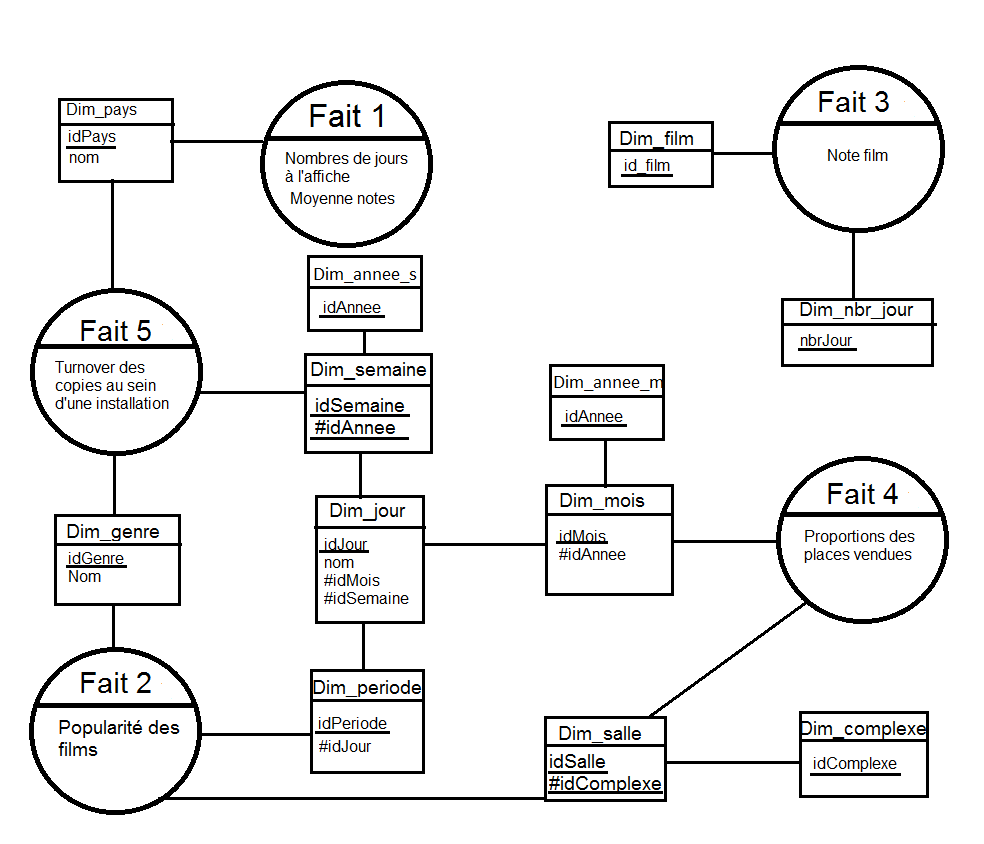 Dim_pays
idPays
nom
Fait 1
Nombres de jours
à l'affiche
Moyenne notes
Dim_film
id_film
Fait 3
Note film
Dim_annee_s
idAnnee
Fait 5
Turnover des
copies au sein
d'une installation
Dim_semaine
idSemaine
#idAnnee
Dim_nbr_jour
nbrJour
Dim_annee_m
idAnnee
Dim_genre
idGenre
Nom
Dim_jour
idJour
nom
#idMois
#idSemaine
Dim_mois
idMois
#idAnnee
Fait 4
Proportions des
places vendues
Fait 2
Popularité des
films
Dim_periode
idPeriode
#idJour
Dim_salle
idSalle
#idComplexe
Dim_complexe
idComplexe